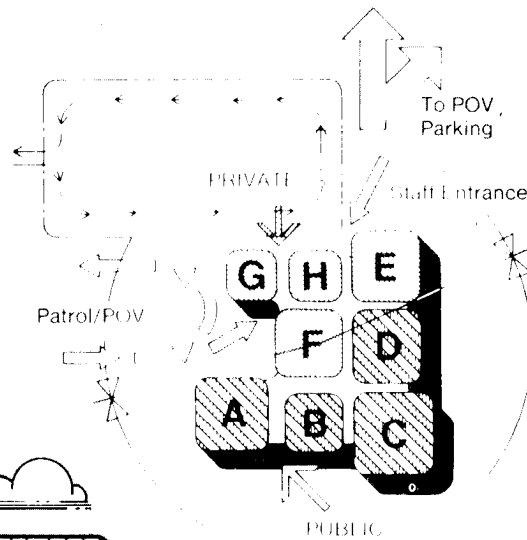 To POV
Parking
PRIVATE
Staff Entrance
G H E
Patrol/POV
F D
A B C
PUBLIC